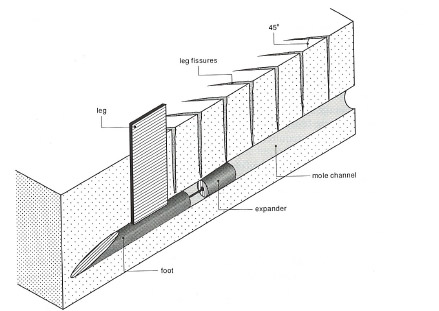 45°
leg fissures
leg
mole channel
expander
foot